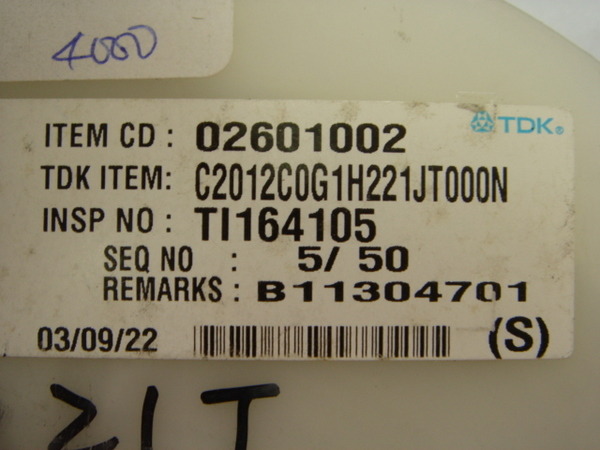 4000
TDK®
ITEM CD : 02601002
TDK ITEM: C2012C0G1H221JT000N
INSP NO : TI164105
SEQ NO : 5/ 50
REMARKS : B11304701
03/09/22 (S)
21T